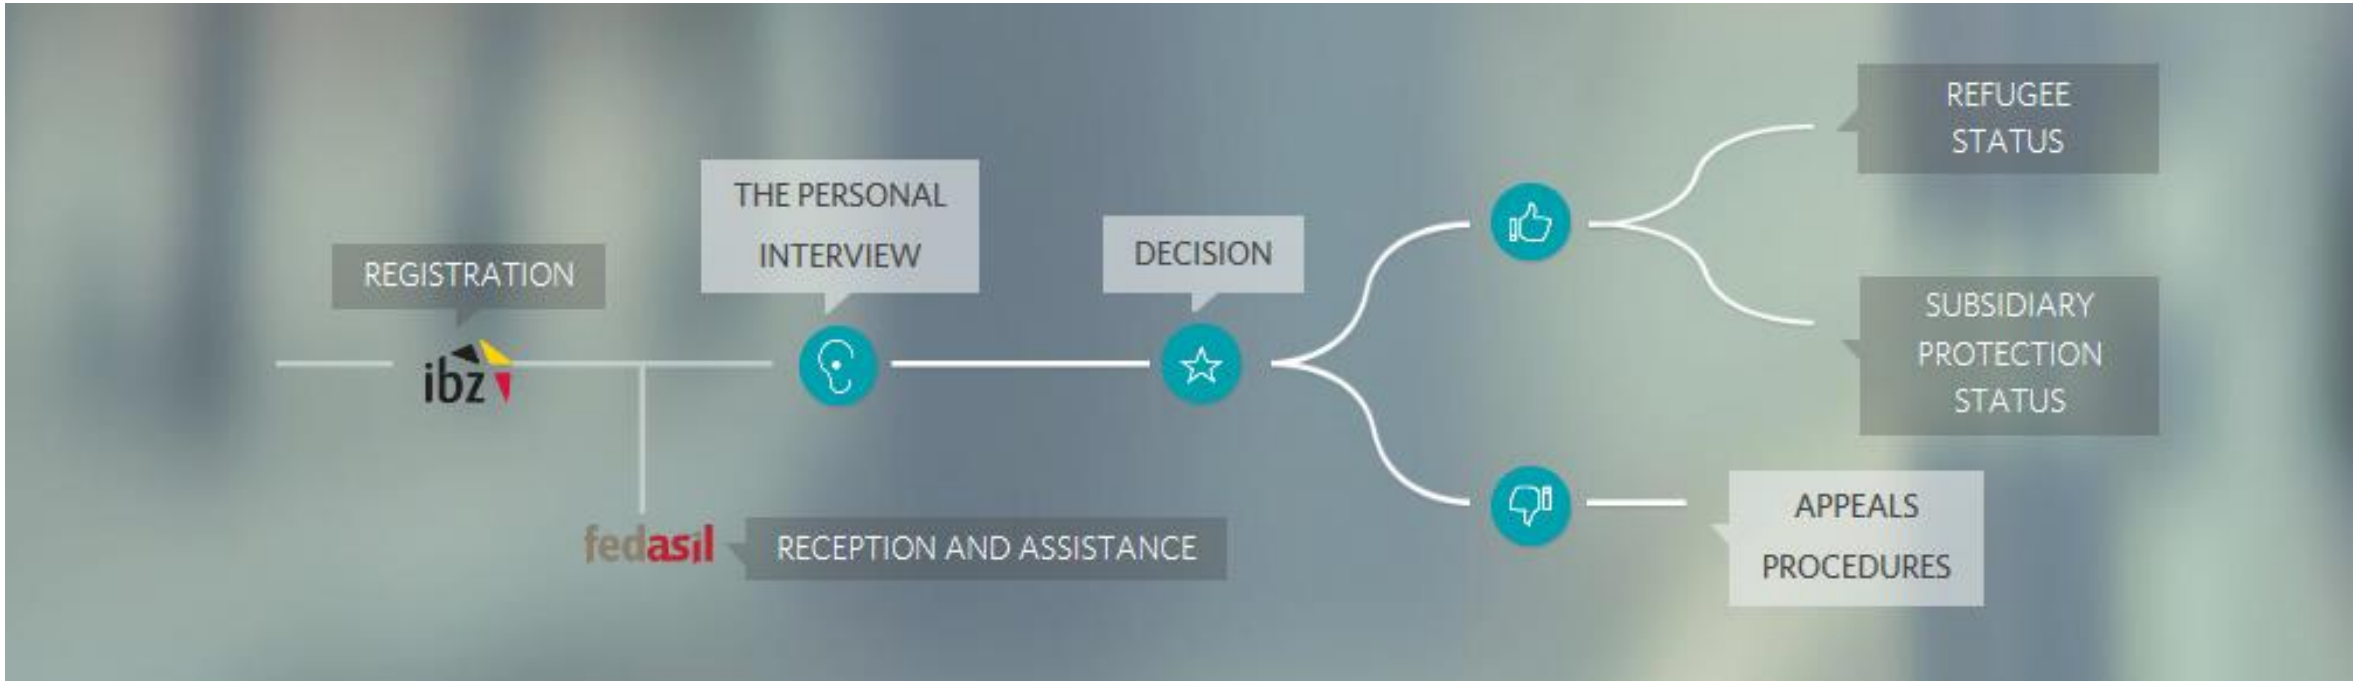 REGISTRATION
ibz
fedasil
RECEPTION AND ASSISTANCE
THE PERSONAL
INTERVIEW
DECISION
REFUGEE
STATUS
SUBSIDIARY
PROTECTION
STATUS
APPEALS
PROCEDURES